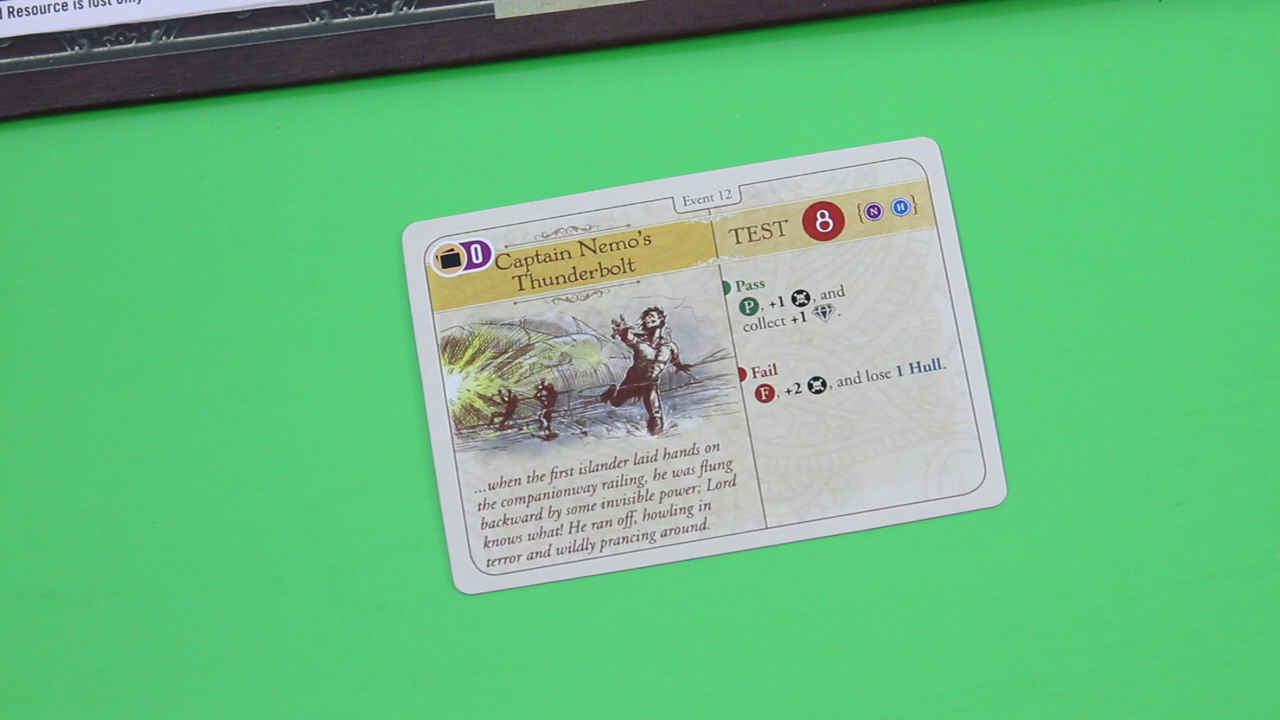 d Resource is lost only
Event 12
0
Captain Nemo's
Thunderbolt
...when the first islander laid hands on
the companionway railing, he was flung
backward by some invisible power; Lord
knows what! He ran off, howling in
terror and wildly prancing around.
TEST 8 { N H }
Pass
P, +1 , and
collect +1 .
Fail
F, +2 , and lose 1 Hull.